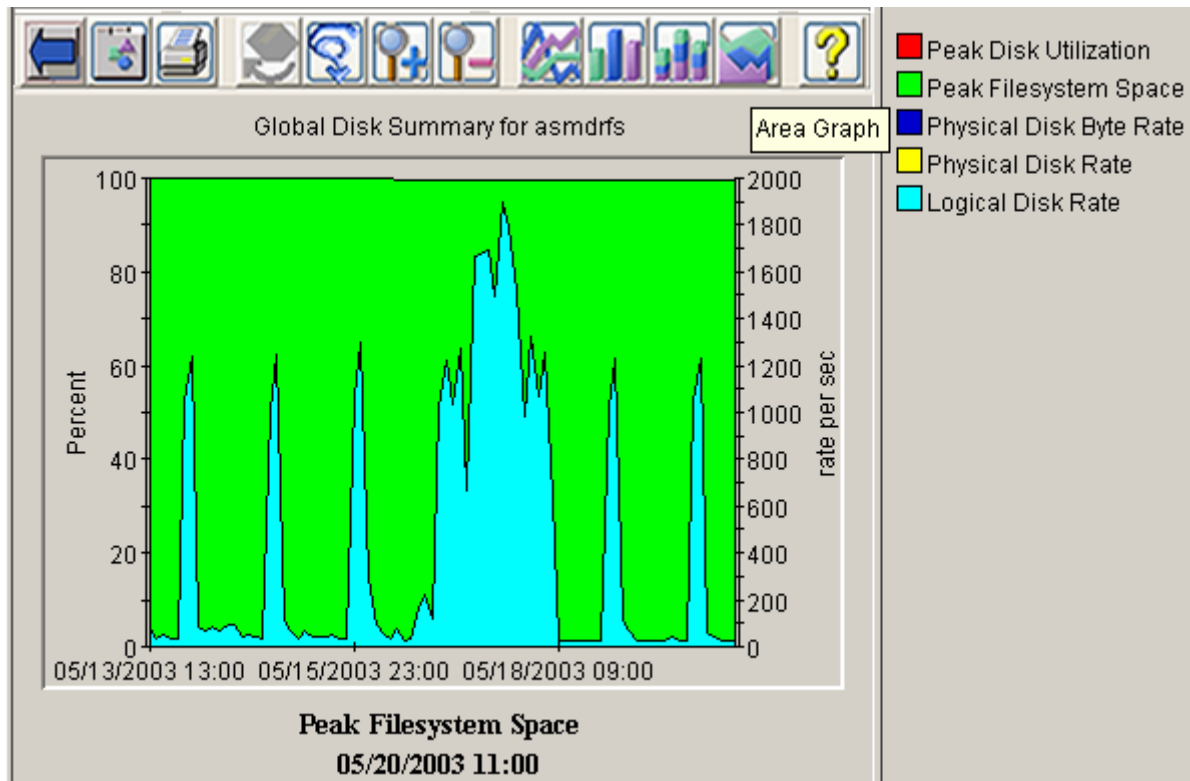 ?
Global Disk Summary for asmdrfs
Area Graph
Peak Disk Utilization
Peak Filesystem Space
Physical Disk Byte Rate
Physical Disk Rate
Logical Disk Rate
Percent
100
80
60
40
20
0
2000
1800
1600
1400
1200
1000
800
600
400
200
0
rate per sec
05/13/2003 13:00 05/15/2003 23:00 05/18/2003 09:00
Peak Filesystem Space
05/20/2003 11:00